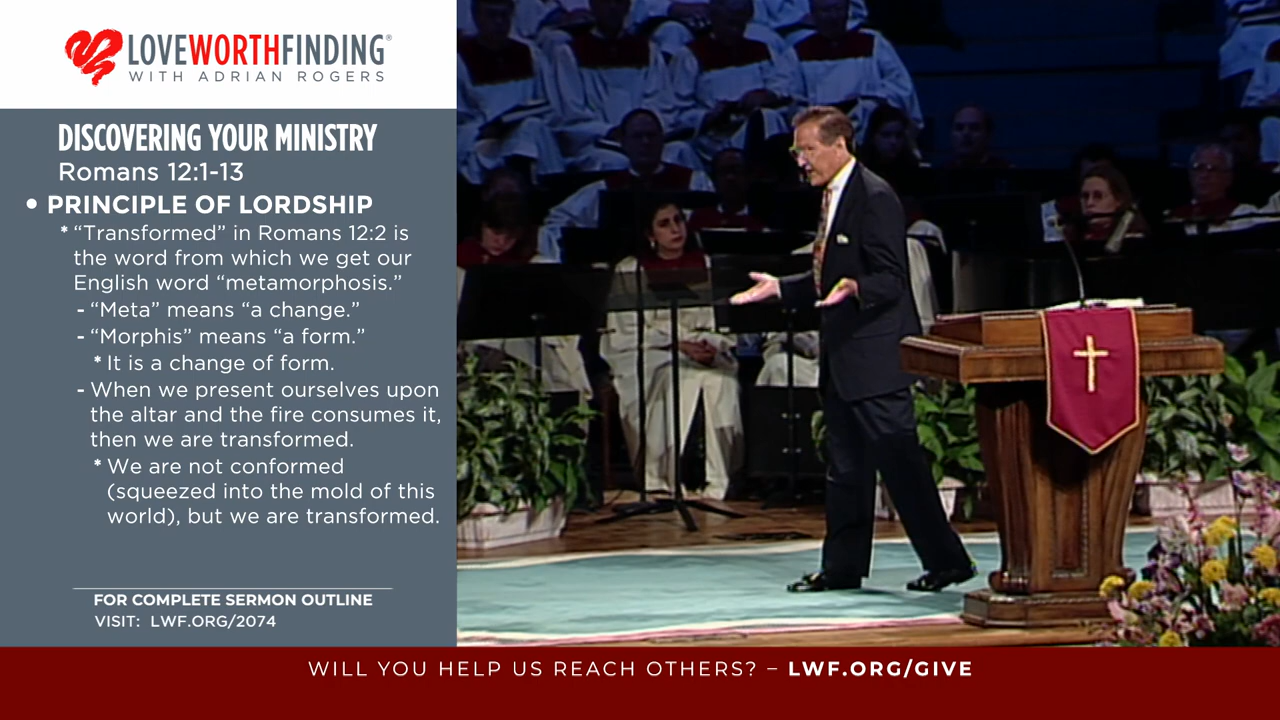 LOVEWORTHFINDING®
WITH ADRIAN ROGERS
DISCOVERING YOUR MINISTRY
Romans 12:1-13
• PRINCIPLE OF LORDSHIP
* “Transformed” in Romans 12:2 is
the word from which we get our
English word “metamorphosis.”
- “Meta” means “a change.”
- “Morphis” means “a form.”
* It is a change of form.
- When we present ourselves upon
the altar and the fire consumes it,
then we are transformed.
* We are not conformed
(squeezed into the mold of this
world), but we are transformed.
FOR COMPLETE SERMON OUTLINE
VISIT: LWF.ORG/2074
WILL YOU HELP US REACH OTHERS? – LWF.ORG/GIVE